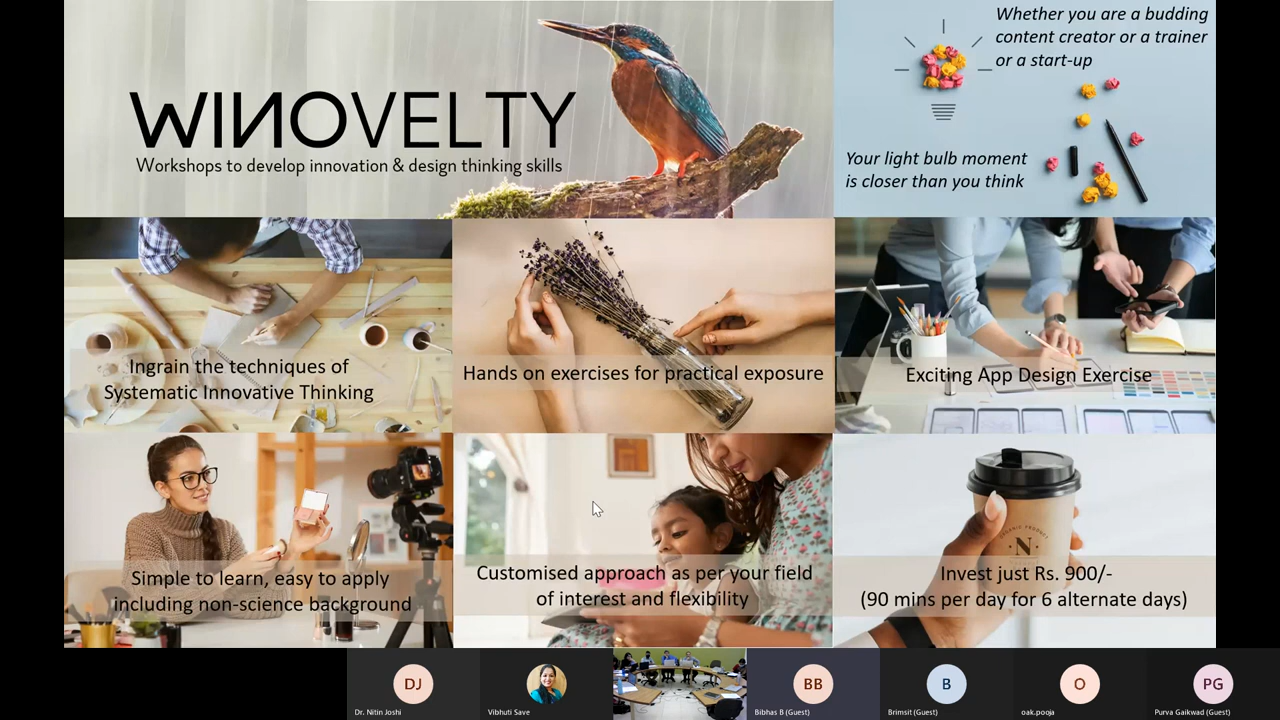 WINOVELTY
Workshops to develop innovation & design thinking skills
Whether you are a budding
content creator or a trainer
or a start-up
Your light bulb moment
is closer than you think
Ingrain the techniques of
Systematic Innovative Thinking
Hands on exercises for practical exposure
Exciting App Design Exercise
Simple to learn, easy to apply
including non-science background
Customised approach as per your field
of interest and flexibility
ORGANIC PRODUCT
·N·
Invest just Rs. 900/-
(90 mins per day for 6 alternate days)
DJ
BB
B
O
PG
Dr. Nitin Joshi
Vibhuti Save
Bibhas B (Guest)
Brimsit (Guest)
oak.pooja
Purva Gaikwad (Guest)